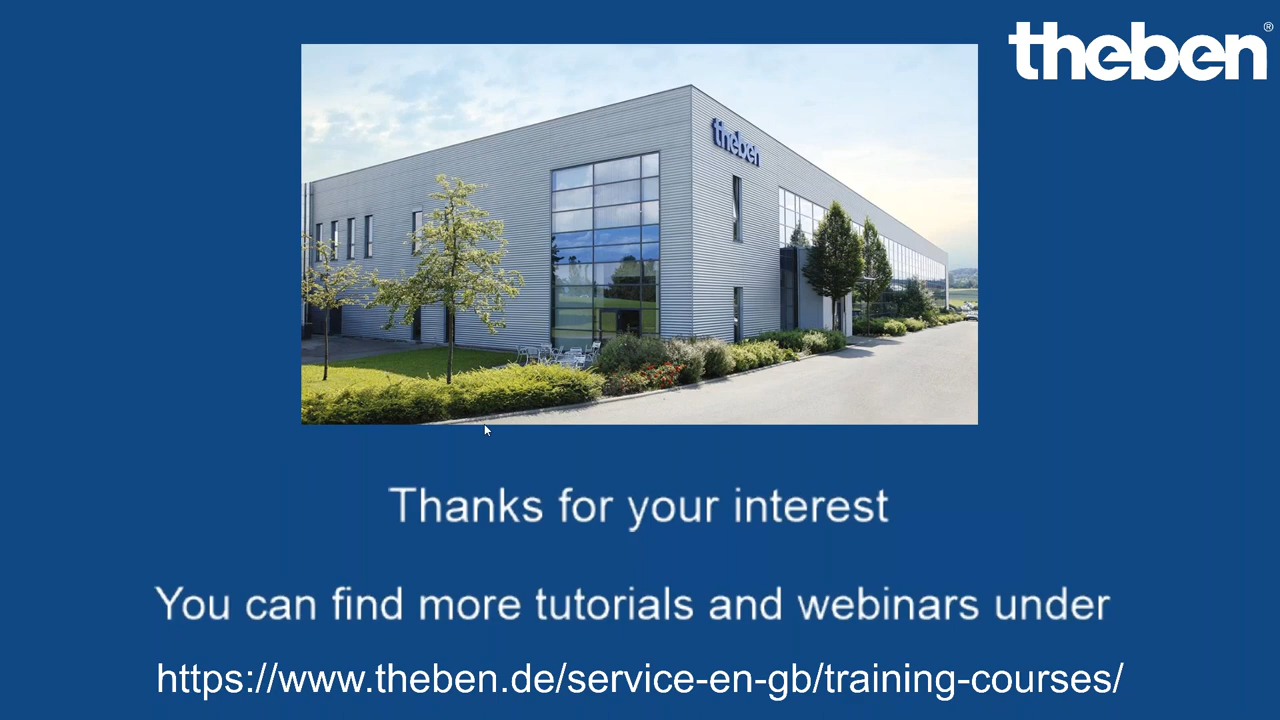 theben®
theben
Thanks for your interest
You can find more tutorials and webinars under
https://www.theben.de/service-en-gb/training-courses/